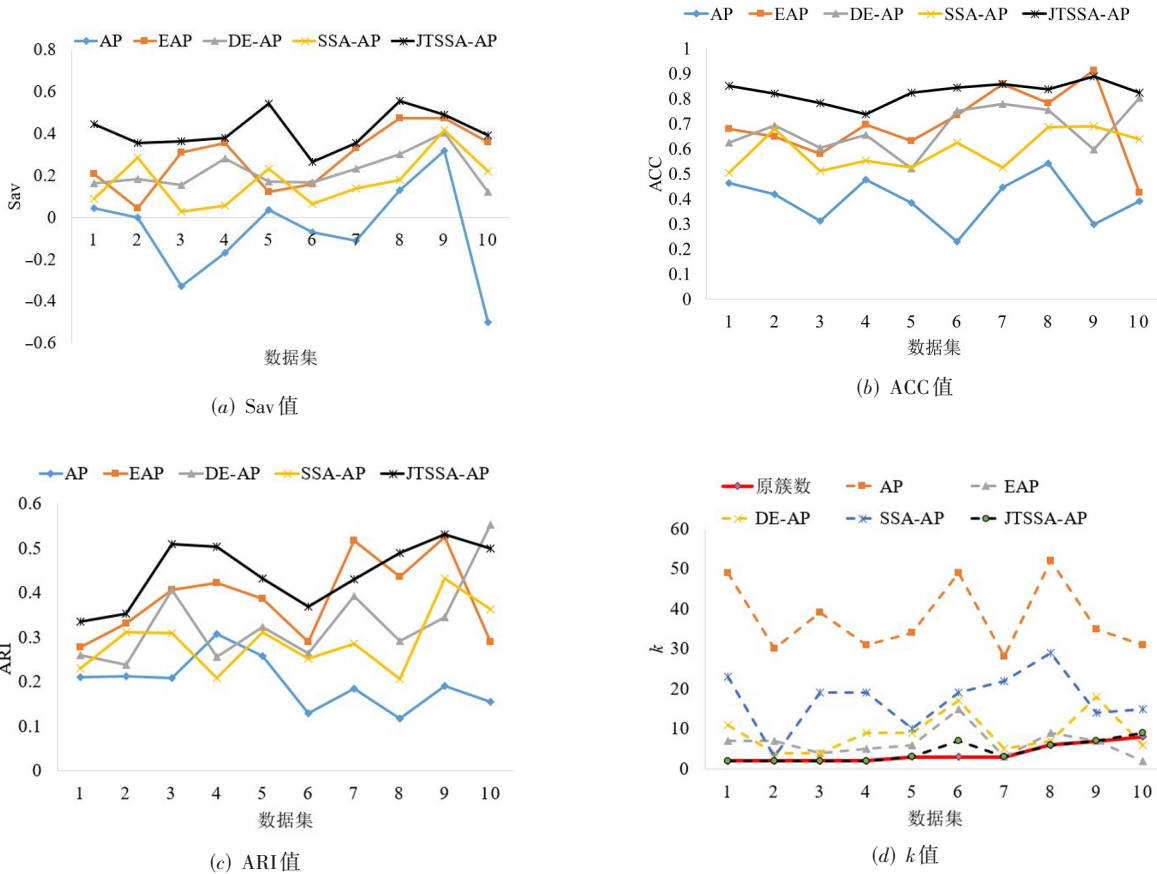 AP EAP DE-AP SSA-AP JTSSA-AP
0.8
0.6
0.4
0.2
0
–0.2
–0.4
–0.6
Sav
1 2 3 4 5 6 7 8 9 10
数据集
(a) Sav值
AP EAP DE-AP SSA-AP JTSSA-AP
1
0.9
0.8
0.7
0.6
0.5
0.4
0.3
0.2
0.1
0
ACC
1 2 3 4 5 6 7 8 9 10
数据集
(b) ACC值
AP EAP DE-AP SSA-AP JTSSA-AP
0.6
0.5
0.4
0.3
0.2
0.1
0
ARI
1 2 3 4 5 6 7 8 9 10
数据集
(c) ARI值
原簇数 AP EAP
DE-AP SSA-AP JTSSA-AP
60
50
40
30
20
10
0
k
1 2 3 4 5 6 7 8 9 10
数据集
(d) k值